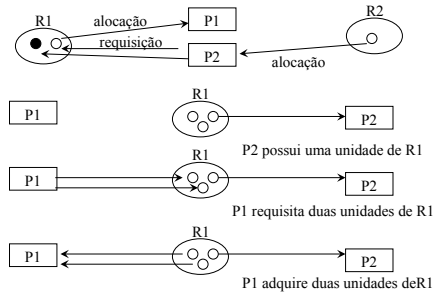 R1 alocação P1 R2
requisição
P2
alocação
R1
P1 P2
P2 possui uma unidade de R1
R1
P1 P2
P1 requisita duas unidades de R1
R1
P1 P2
P1 adquire duas unidades deR1